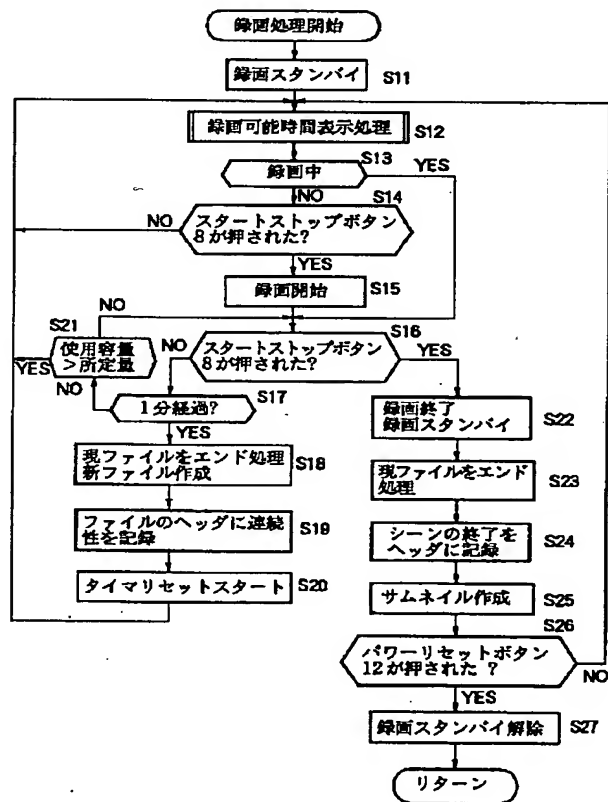 録画処理開始
録画スタンバイ
S11
録画可能時間表示処理
S12
S13
録画中
YES
NO
S14
NO
スタートストップボタン
8が押された?
YES
録画開始
S15
NO
S21
S16
使用容量
>所定量
YES
NO
NO
スタートストップボタン
8が押された?
YES
S17
1分経過?
YES
録画終了
録画スタンバイ
S22
現ファイルをエンド処理
新ファイル作成
S18
現ファイルをエンド
処理
S23
ファイルのヘッダに連続
性を記録
S19
シーンの終了を
ヘッダに記録
S24
タイマリセットスタート
S20
サムネイル作成
S25
S26
パワーリセットボタン
12が押された ?
NO
YES
録画スタンバイ解除
S27
リターン